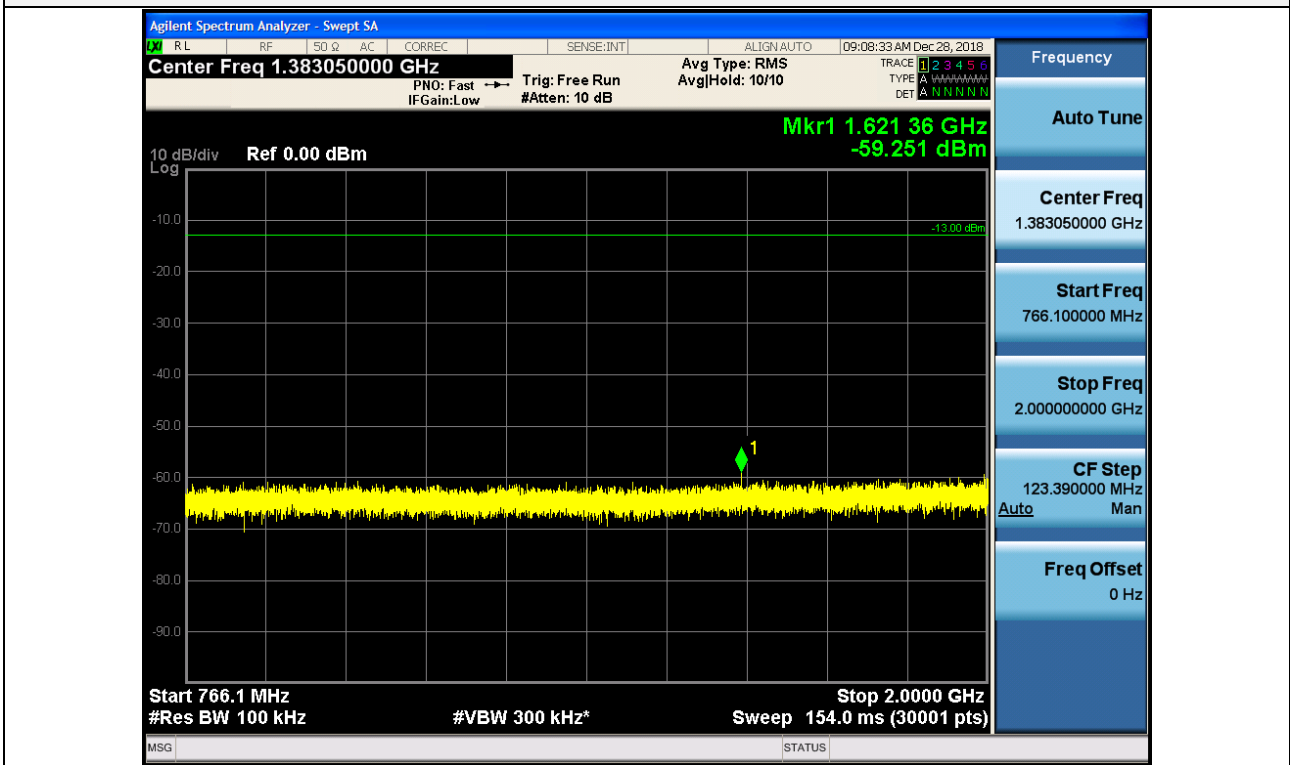 Agilent Spectrum Analyzer - Swept SA
LXI RL RF 50 Ω AC CORREC SENSE:INT ALIGN AUTO 09:08:33 AM Dec 28, 2018
Center Freq 1.383050000 GHz
PNO: Fast
IFGain:Low
Trig: Free Run
#Atten: 10 dB
Avg Type: RMS
Avg|Hold: 10/10
TRACE 1 2 3 4 5 6
TYPE A WWWWW
DET A N N N N N
Mkr1 1.621 36 GHz
-59.251 dBm
10 dB/div Ref 0.00 dBm
Log
-10.0
-13.00 dBm
-20.0
-30.0
-40.0
-50.0
1
-60.0
-70.0
-80.0
-90.0
Start 766.1 MHz Stop 2.0000 GHz
#Res BW 100 kHz #VBW 300 kHz* Sweep 154.0 ms (30001 pts)
MSG STATUS
Frequency
Auto Tune
Center Freq
1.383050000 GHz
Start Freq
766.100000 MHz
Stop Freq
2.000000000 GHz
CF Step
123.390000 MHz
Auto Man
Freq Offset
0 Hz